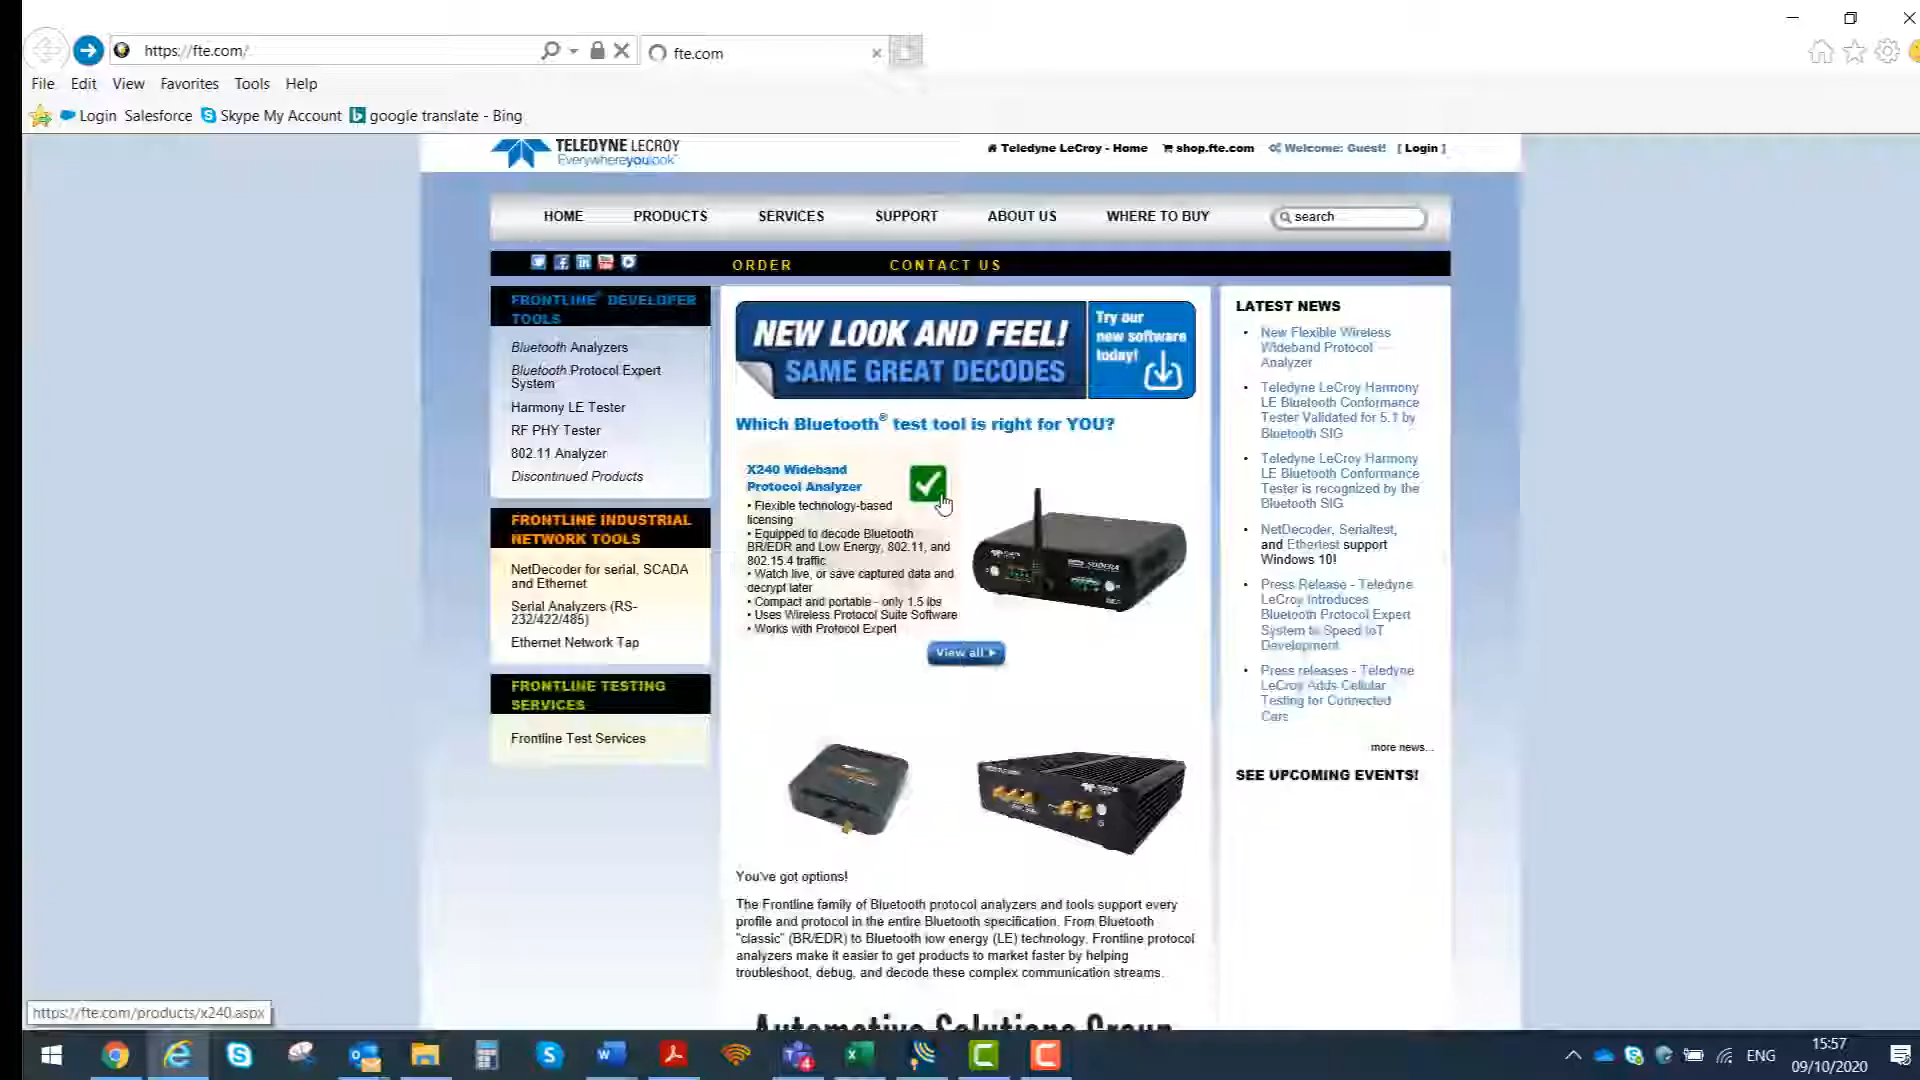 https://fte.com/
fte.com
File Edit View Favorites Tools Help
Login Salesforce Skype My Account google translate - Bing
TELEDYNE LECROY
Everywhereyoulook™
Teledyne LeCroy - Home shop.fte.com Welcome: Guest! [ Login ]
HOME PRODUCTS SERVICES SUPPORT ABOUT US WHERE TO BUY search
ORDER CONTACT US
FRONTLINE® DEVELOPER
TOOLS
Bluetooth Analyzers
Bluetooth Protocol Expert
System
Harmony LE Tester
RF PHY Tester
802.11 Analyzer
Discontinued Products
FRONTLINE INDUSTRIAL
NETWORK TOOLS
NetDecoder for serial, SCADA
and Ethernet
Serial Analyzers (RS-
232/422/485)
Ethernet Network Tap
FRONTLINE TESTING
SERVICES
Frontline Test Services
NEW LOOK AND FEEL!
SAME GREAT DECODES
Try our
new software
today!
Which Bluetooth® test tool is right for YOU?
X240 Wideband
Protocol Analyzer
• Flexible technology-based
licensing
• Equipped to decode Bluetooth
BR/EDR and Low Energy, 802.11, and
802.15.4 traffic
• Watch live, or save captured data and
decrypt later
• Compact and portable - only 1.5 lbs
• Uses Wireless Protocol Suite Software
• Works with Protocol Expert
View all
You've got options!
The Frontline family of Bluetooth protocol analyzers and tools support every
profile and protocol in the entire Bluetooth specification. From Bluetooth
"classic" (BR/EDR) to Bluetooth low energy (LE) technology. Frontline protocol
analyzers make it easier to get products to market faster by helping
troubleshoot, debug, and decode these complex communication streams.
Automotive Solutions Group
LATEST NEWS
• New Flexible Wireless
Wideband Protocol
Analyzer
• Teledyne LeCroy Harmony
LE Bluetooth Conformance
Tester Validated for 5.1 by
Bluetooth SIG
• Teledyne LeCroy Harmony
LE Bluetooth Conformance
Tester is recognized by the
Bluetooth SIG
• NetDecoder, Serialtest,
and Ethertest support
Windows 10!
• Press Release - Teledyne
LeCroy Introduces
Bluetooth Protocol Expert
System to Speed IoT
Development
• Press releases - Teledyne
LeCroy Adds Cellular
Testing for Connected
Cars
more news...
SEE UPCOMING EVENTS!
https://fte.com/products/x240.aspx
ENG
15:57
09/10/2020